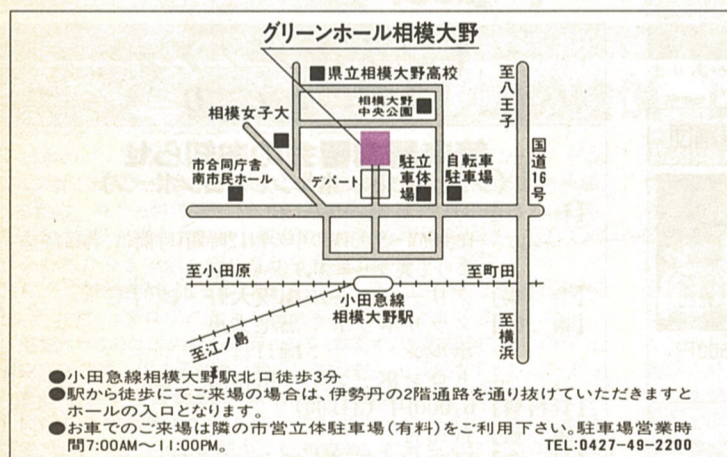 グリーンホール相模大野
県立相模大野高校
至八王子
相模大野
中央公園
相模女子大
国道16号
市合同庁舎
南市民ホール
デパート
立体
駐車場
自転車
駐車場
至小田原
至町田
小田急線
相模大野駅
至江ノ島
至横浜
●小田急線相模大野駅北口徒歩3分
●駅から徒歩にてご来場の場合は、伊勢丹の2階通路を通り抜けていただきますと
ホールの入口となります。
●お車でのご来場は隣の市営立体駐車場(有料)をご利用下さい。駐車場営業時
間7:00AM〜11:00PM。
TEL:0427-49-2200